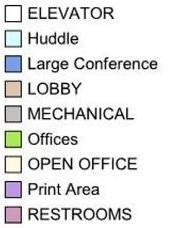 ELEVATOR
Huddle
Large Conference
LOBBY
MECHANICAL
Offices
OPEN OFFICE
Print Area
RESTROOMS